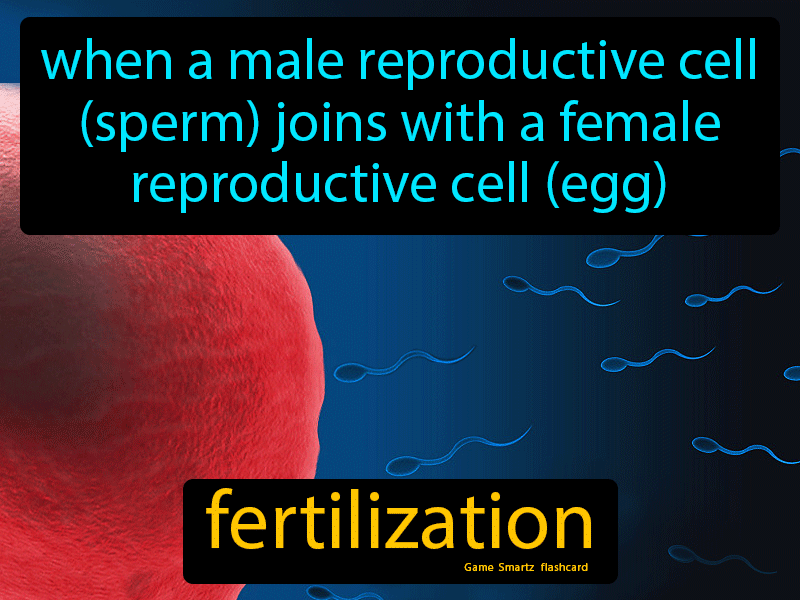 when a male reproductive cell
(sperm) joins with a female
reproductive cell (egg)
fertilization
Game Smartz flashcard